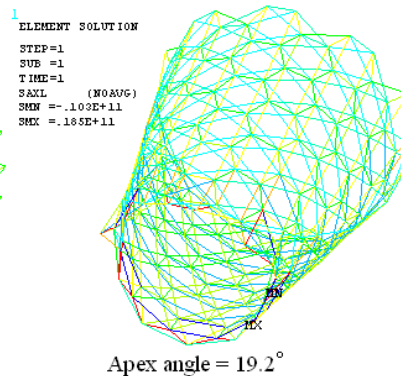 1
ELEMENT SOLUTION
STEP=1
SUB =1
TIME=1
SAXL (NOAVG)
SMN =-.103E+11
SMX =.185E+11
MN
MX
Apex angle = 19.2°